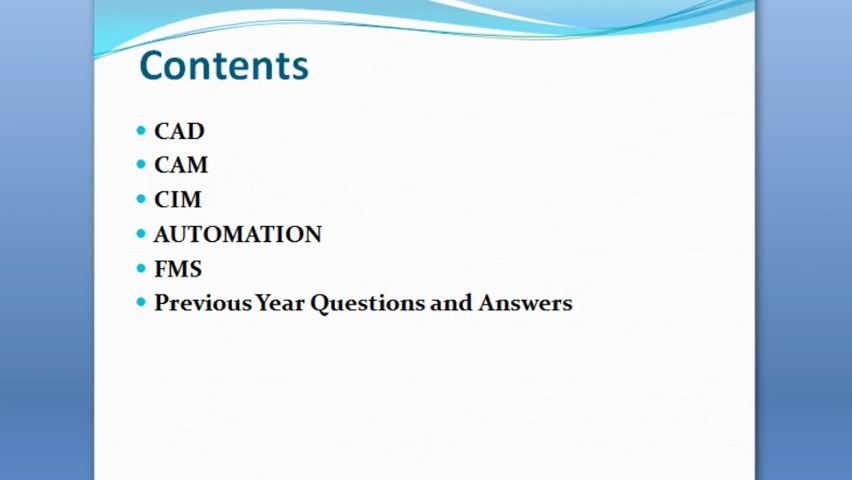 Contents
CAD
CAM
CIM
AUTOMATION
FMS
Previous Year Questions and Answers